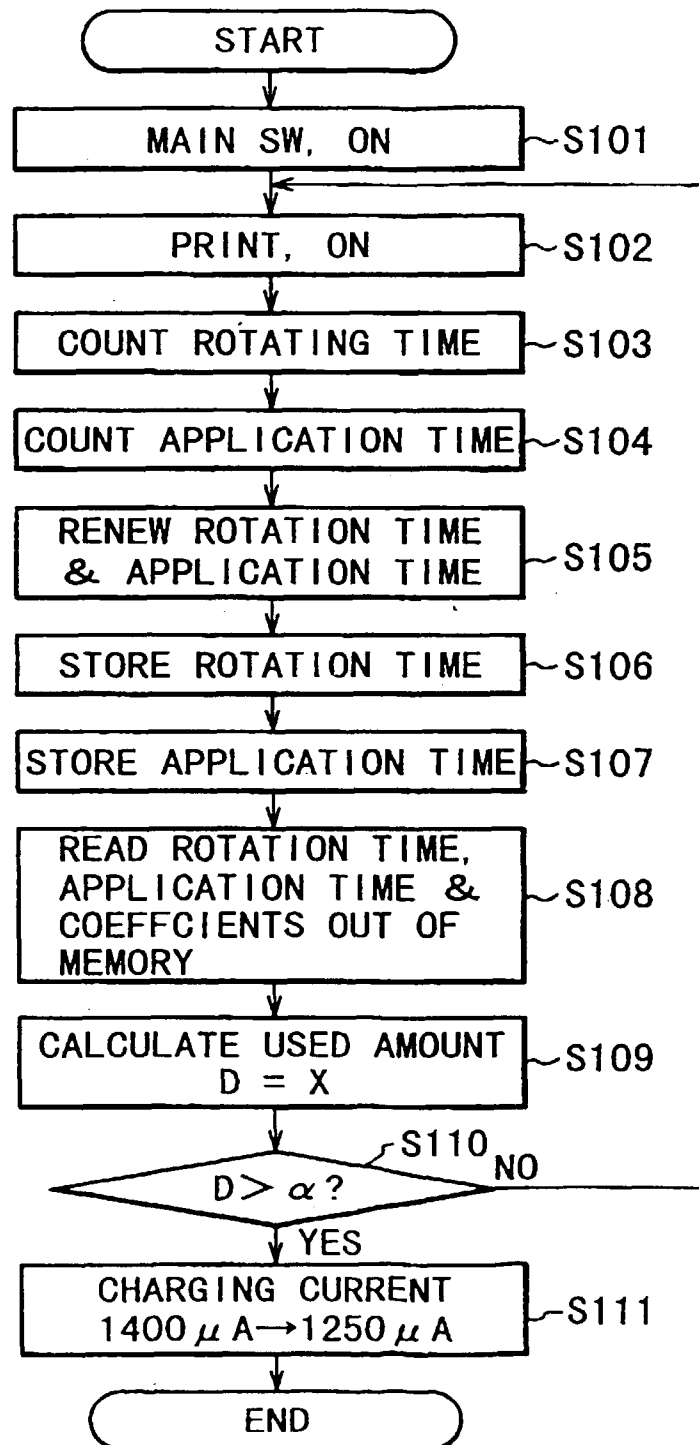 START
MAIN SW, ON
S101
PRINT, ON
S102
COUNT ROTATING TIME
S103
COUNT APPLICATION TIME
S104
RENEW ROTATION TIME
& APPLICATION TIME
S105
STORE ROTATION TIME
S106
STORE APPLICATION TIME
S107
READ ROTATION TIME,
APPLICATION TIME &
COEFFCIENTS OUT OF
MEMORY
S108
CALCULATE USED AMOUNT
D = X
S109
S110
NO
D > α ?
YES
CHARGING CURRENT
1400 μ A→1250 μ A
S111
END